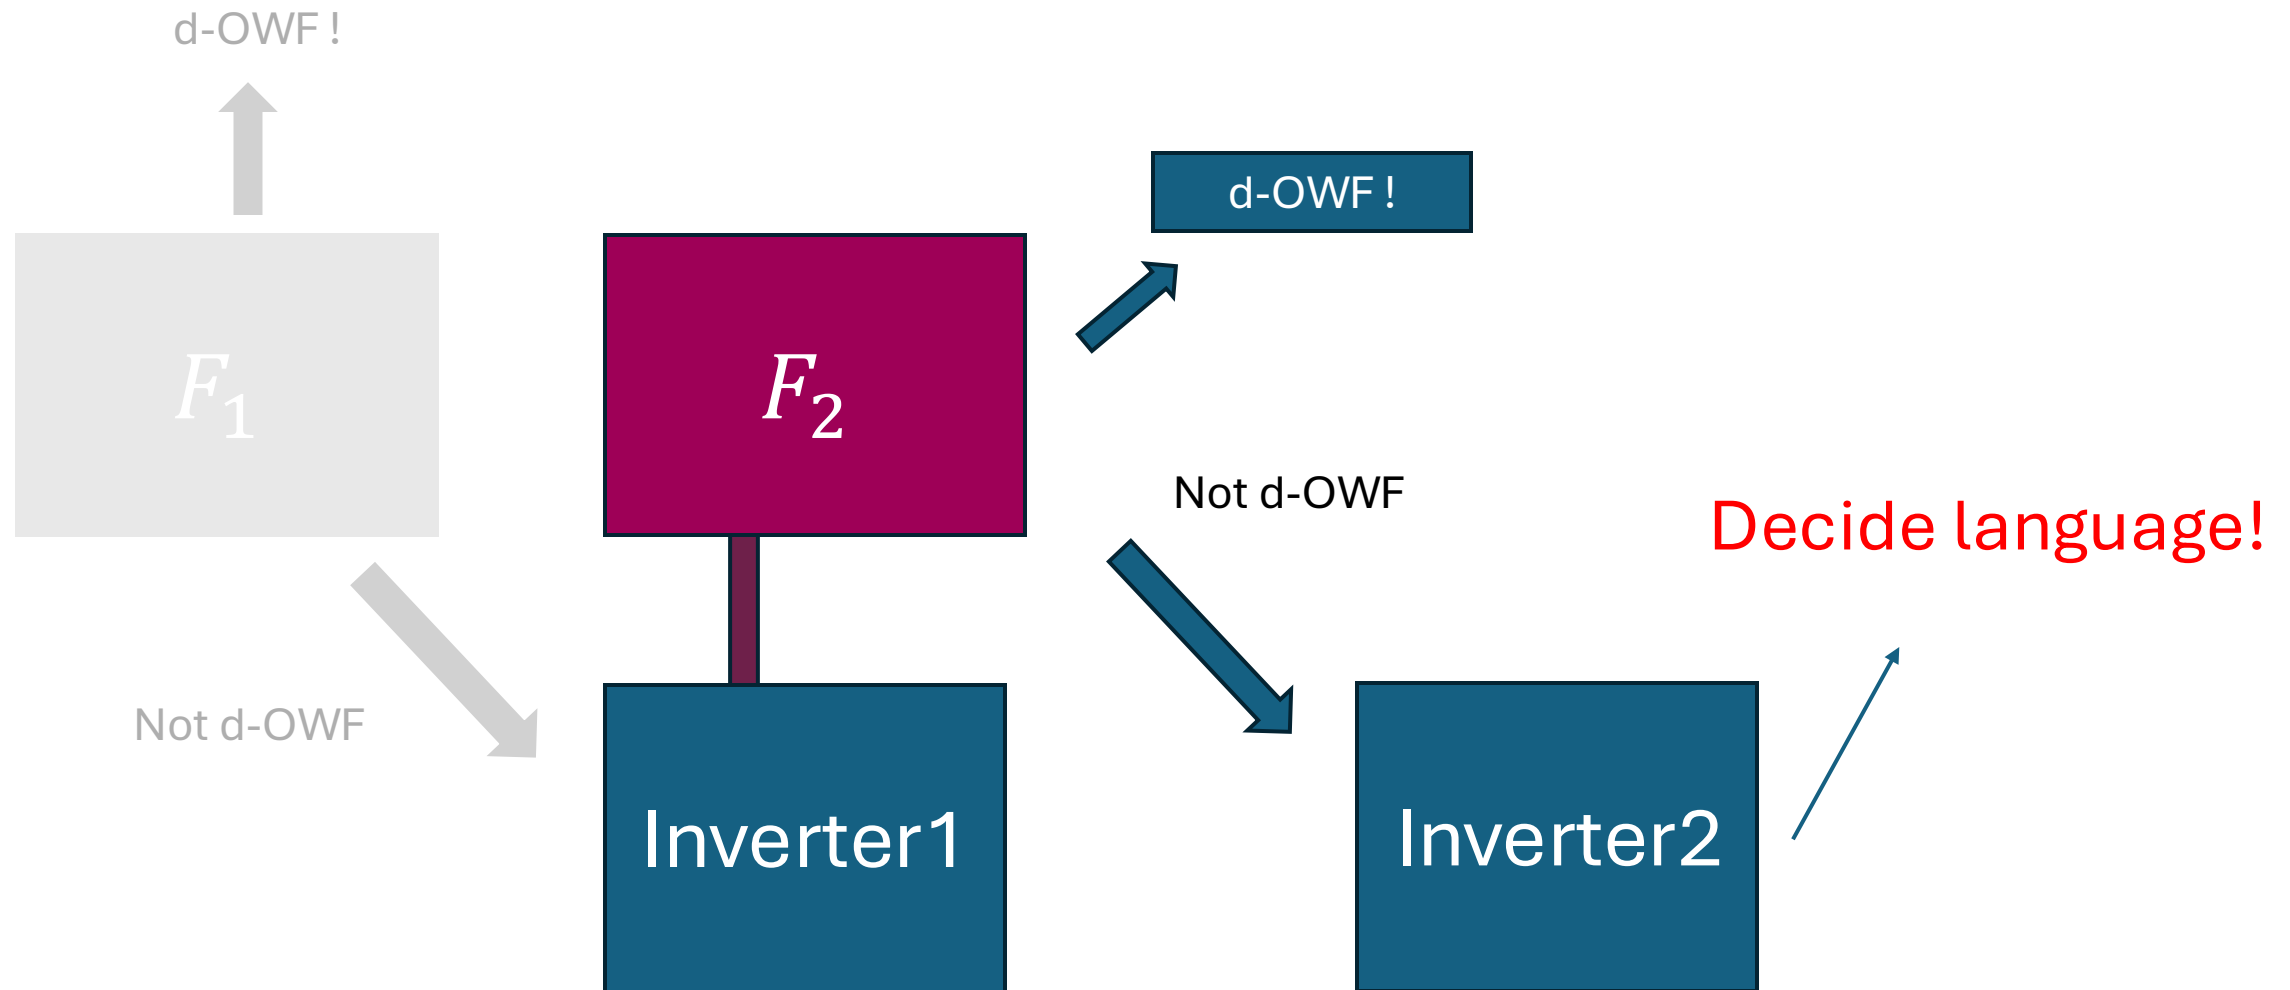 d-OWF !
d-OWF !
F₁
F₂
Not d-OWF
Decide language!
Not d-OWF
Inverter1
Inverter2